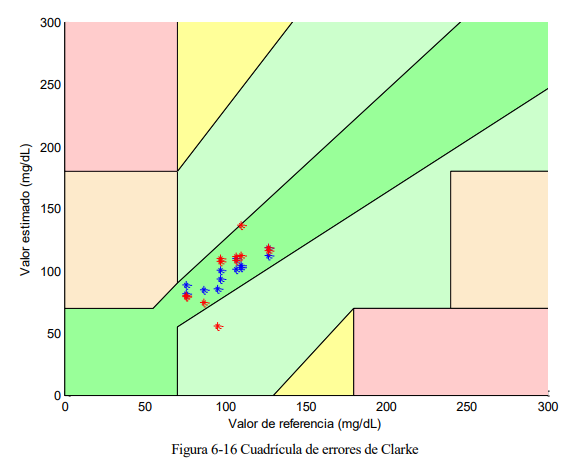 300
250
200
150
100
50
0
Valor estimado (mg/dL)
0 50 100 150 200 250 300
Valor de referencia (mg/dL)
Figura 6-16 Cuadrícula de errores de Clarke